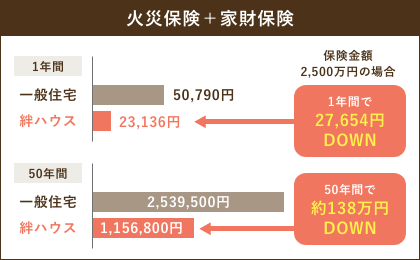 火災保険＋家財保険
保険金額
2,500万円の場合
1年間
一般住宅
50,790円
絆ハウス
23,136円
1年間で
27,654円
DOWN
50年間
一般住宅
2,539,500円
絆ハウス
1,156,800円
50年間で
約138万円
DOWN